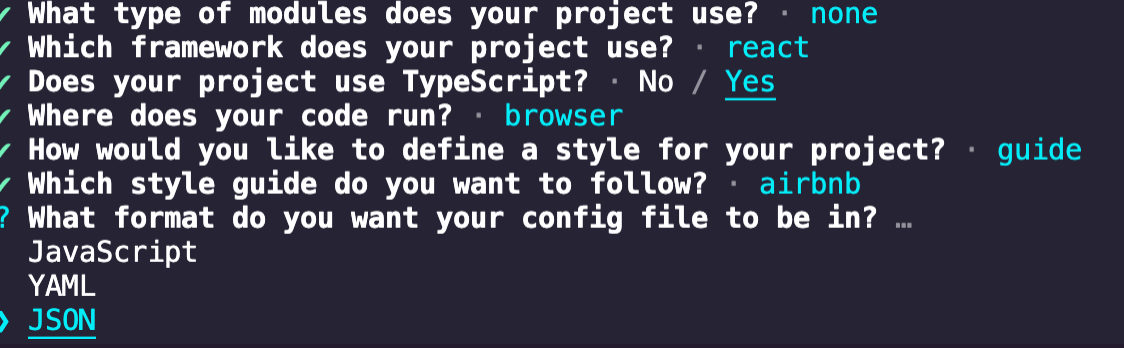 ✓ What type of modules does your project use? · none
✓ Which framework does your project use? · react
✓ Does your project use TypeScript? · No / Yes
✓ Where does your code run? · browser
✓ How would you like to define a style for your project? · guide
✓ Which style guide do you want to follow? · airbnb
? What format do you want your config file to be in? …
JavaScript
YAML
❯ JSON